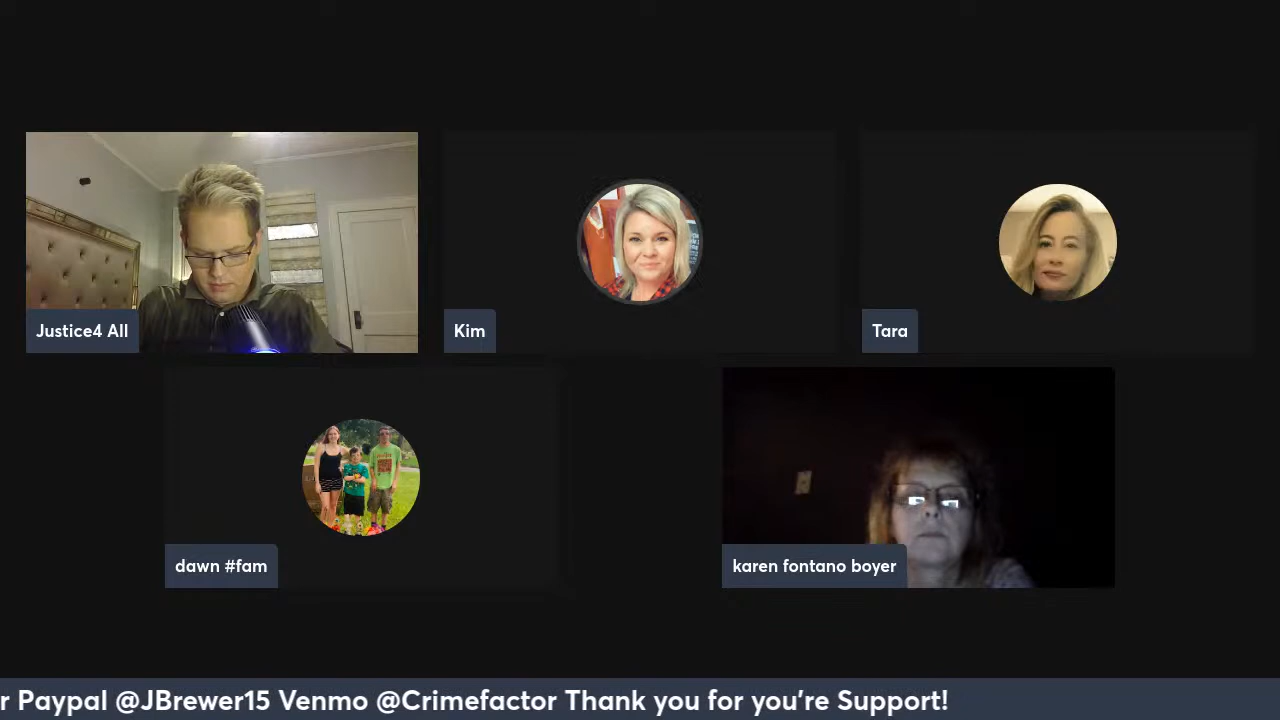 Justice4 All
Kim
Tara
dawn #fam
karen fontano boyer
r Paypal @JBrewer15 Venmo @Crimefactor Thank you for you're Support!